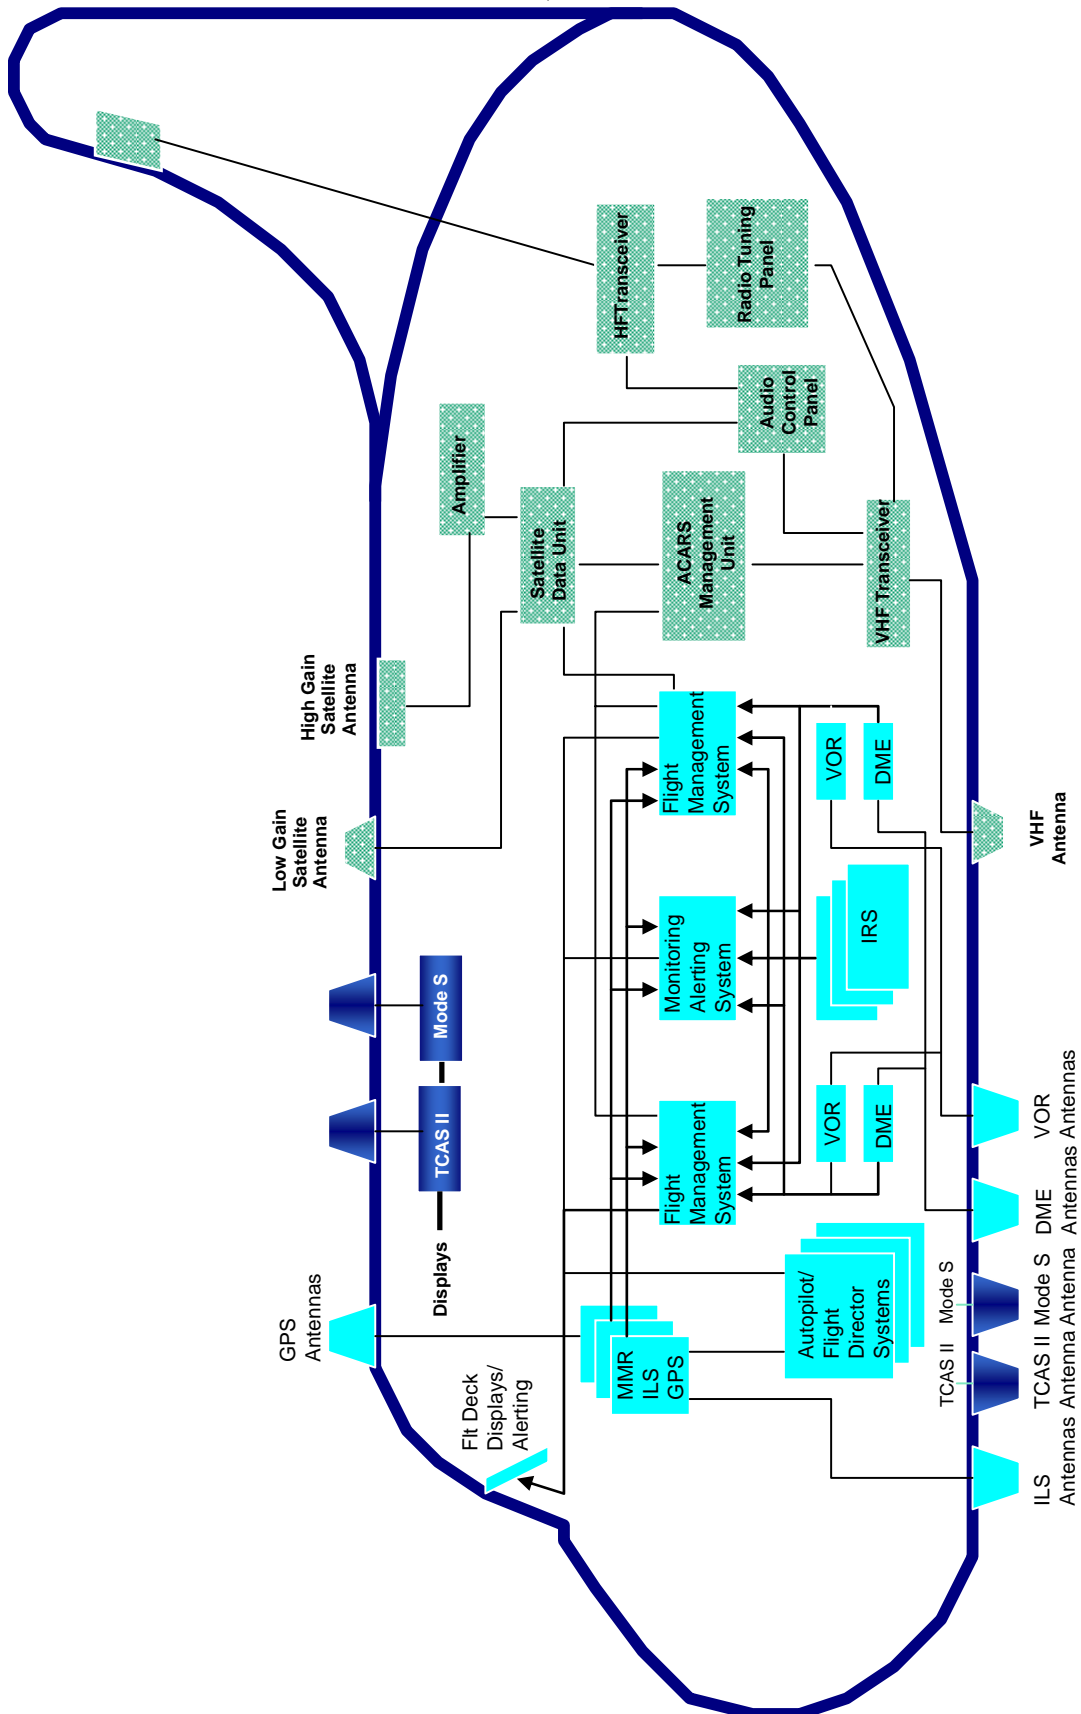 GPS
Antennas
Low Gain
Satellite
Antenna
High Gain
Satellite
Antenna
Flt Deck
Displays/
Alerting
Displays
TCAS II
Mode S
Amplifier
Satellite
Data Unit
HFTransceiver
Radio Tuning
Panel
Audio
Control
Panel
ACARS
Management
Unit
VHF Transceiver
MMR
ILS
GPS
Flight
Management
System
Monitoring
Alerting
System
Flight
Management
System
Autopilot/
Flight
Director
Systems
VOR
DME
IRS
VOR
DME
TCAS II
Mode S
ILS
Antennas
TCAS II
Antenna
Mode S
Antenna
DME
Antennas
VOR
Antennas
VHF
Antenna